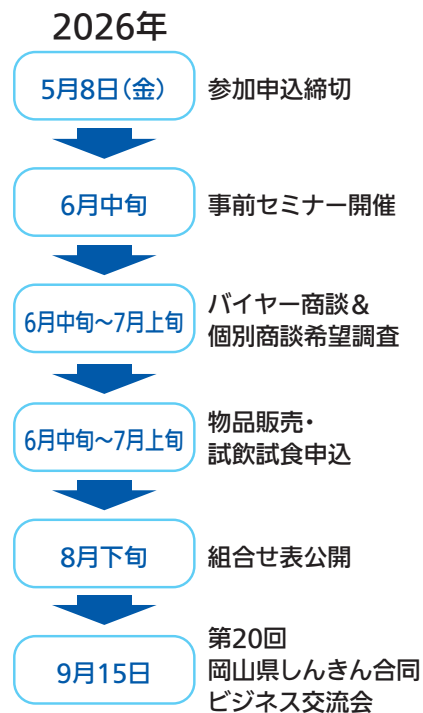 2026年
5月8日(金)
参加申込締切
6月中旬
事前セミナー開催
6月中旬~7月上旬
バイヤー商談&
個別商談希望調査
6月中旬~7月上旬
物品販売・
試飲試食申込
8月下旬
組合せ表公開
9月15日
第20回
岡山県しんきん合同
ビジネス交流会